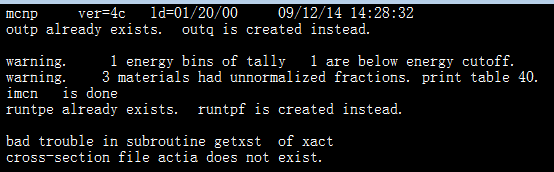 mcnp     ver=4c   ld=01/20/00     09/12/14 14:28:32
outp already exists.  outq is created instead.
warning.      1 energy bins of tally   1 are below energy cutoff.
warning.     3 materials had unnormalized fractions. print table 40.
imcn   is done
runtpe already exists.  runtpf is created instead.
bad trouble in subroutine getxst  of xact
cross-section file actia does not exist.